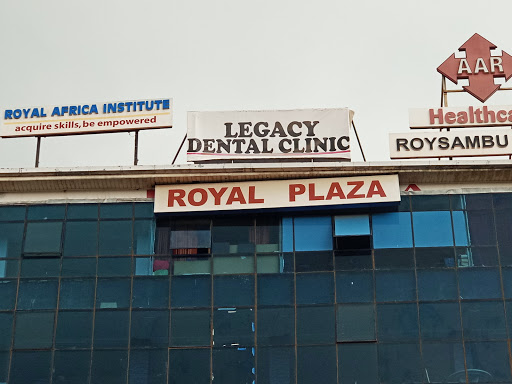 ROYAL AFRICA INSTITUTE
acquire skills, be empowered
LEGACY
DENTAL CLINIC
AAR
Healthca
ROYSAMBU
ROYAL PLAZA